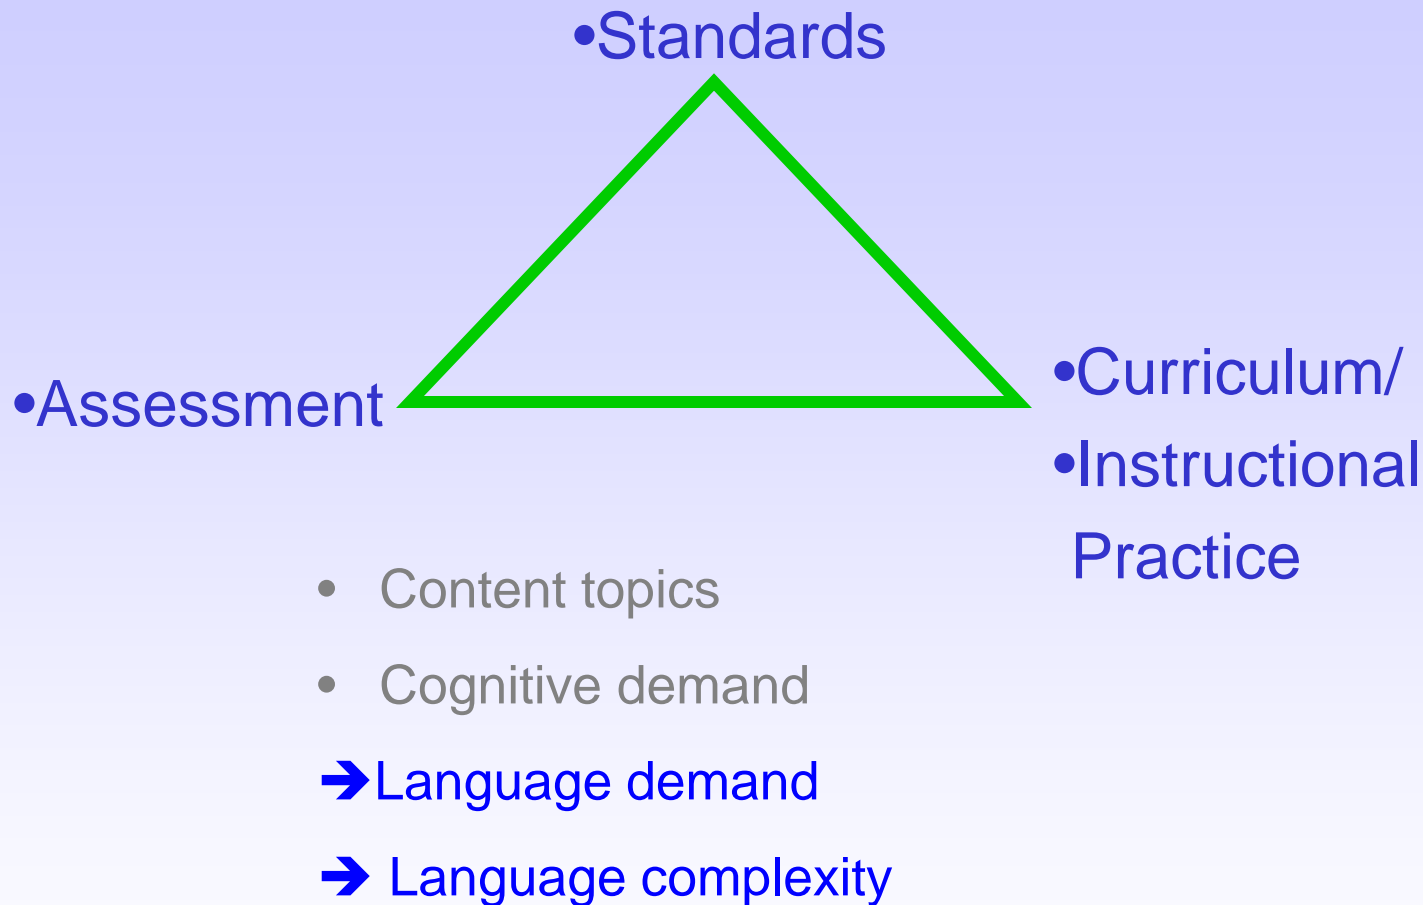 •Standards
•Assessment
•Curriculum/
•Instructional
Practice
• Content topics
• Cognitive demand
➔Language demand
➔ Language complexity